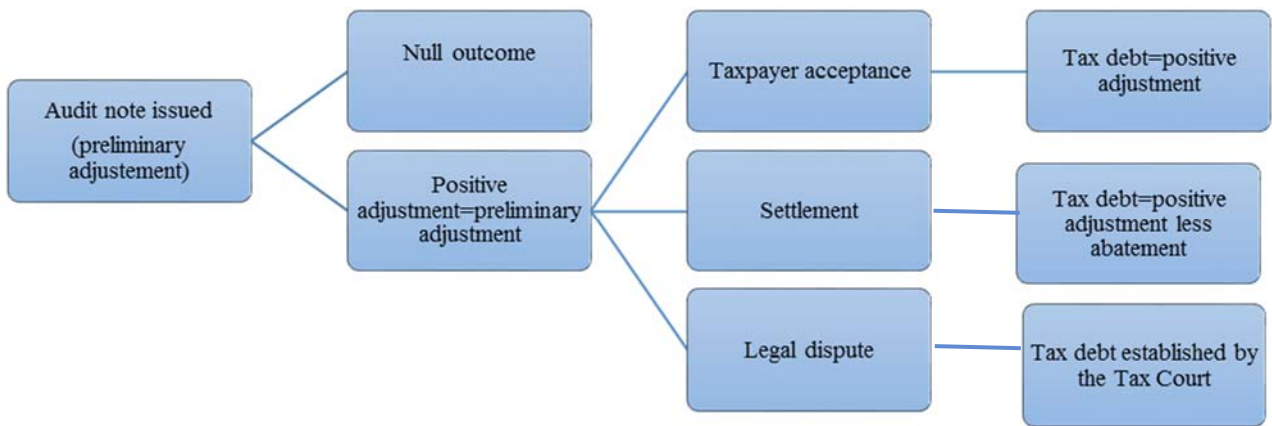 Audit note issued
(preliminary
adjustement)
Null outcome
Positive
adjustment=preliminary
adjustment
Taxpayer acceptance
Settlement
Legal dispute
Tax debt=positive
adjustment
Tax debt=positive
adjustment less
abatement
Tax debt established by
the Tax Court